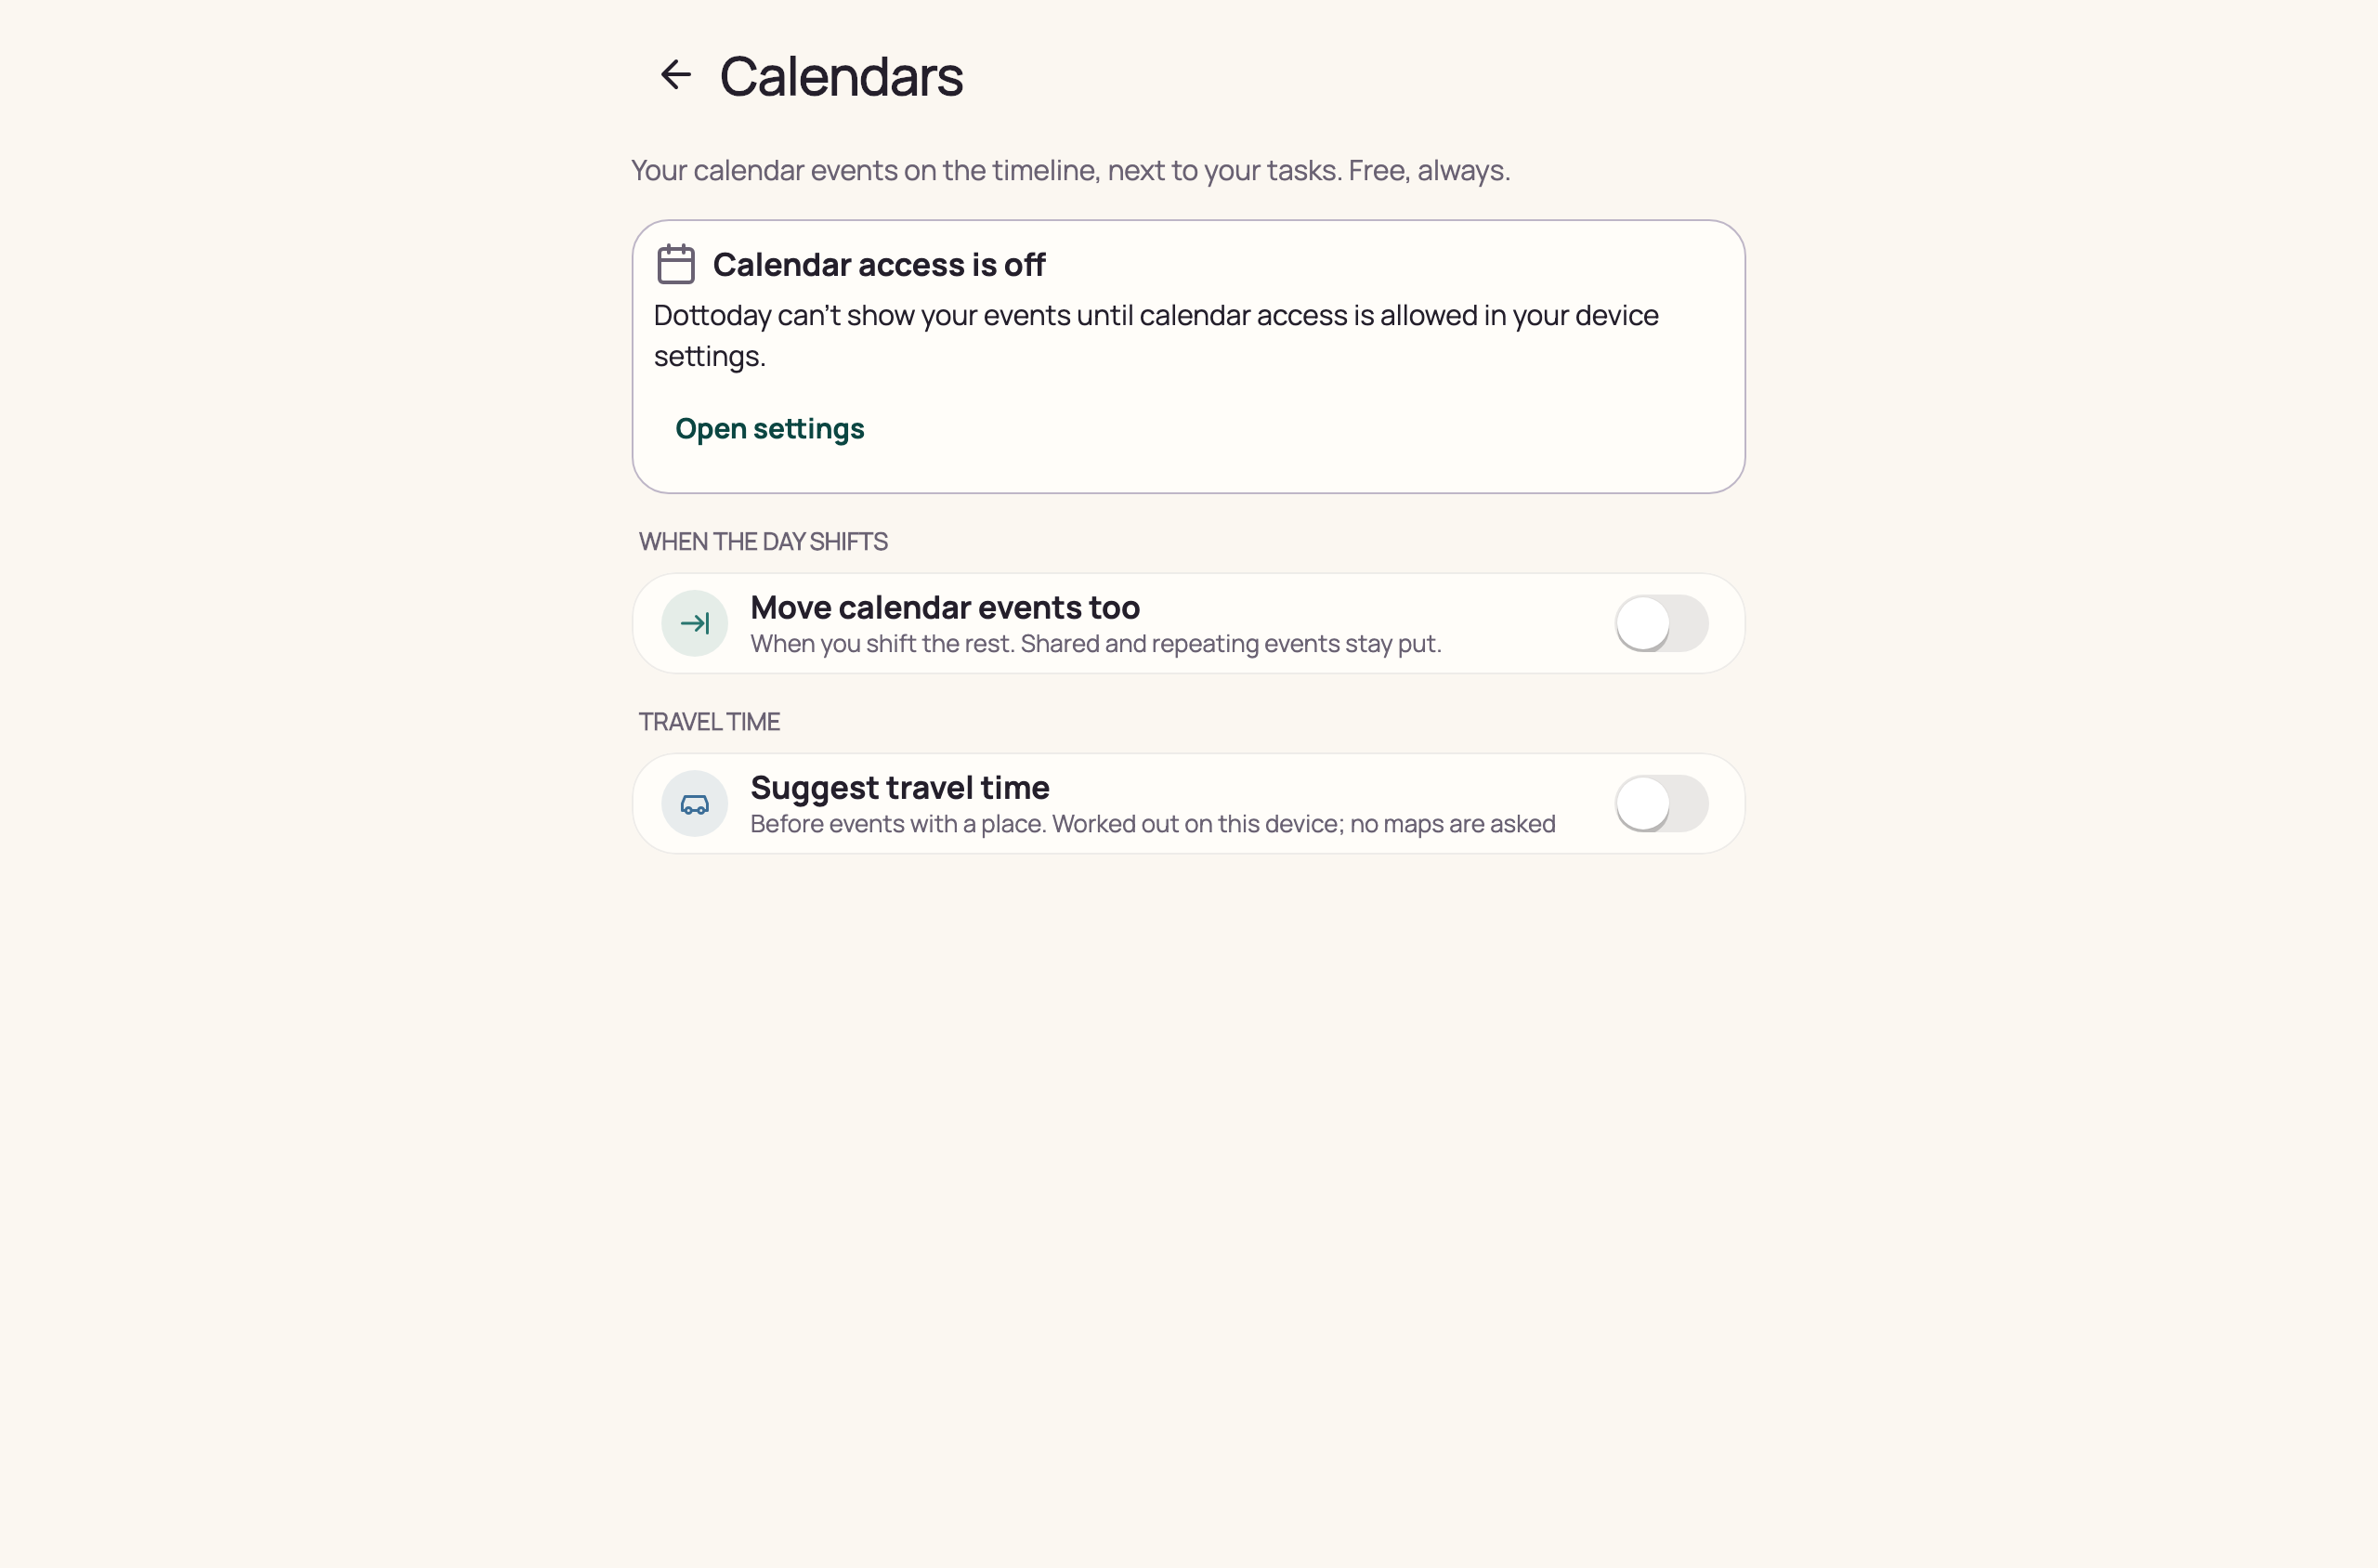 Calendars
Your calendar events on the timeline, next to your tasks. Free, always.
Calendar access is off
Dottoday can’t show your events until calendar access is allowed in your device
settings.
Open settings
WHEN THE DAY SHIFTS
Move calendar events too
When you shift the rest. Shared and repeating events stay put.
TRAVEL TIME
Suggest travel time
Before events with a place. Worked out on this device; no maps are asked